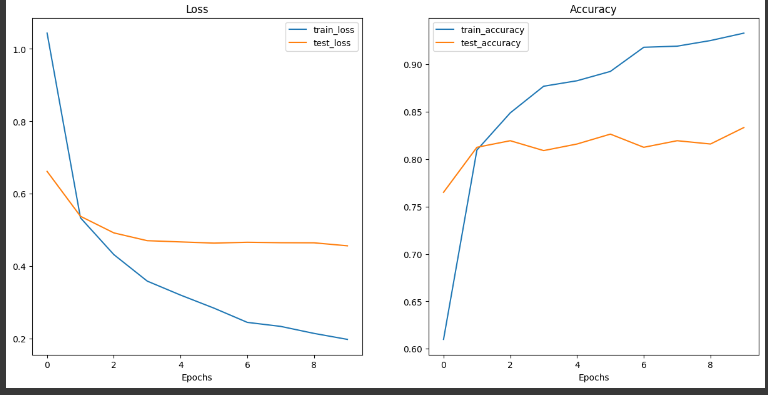 Loss
train_loss
test_loss
1.0
0.8
0.6
0.4
0.2
0 2 4 6 8
Epochs
Accuracy
train_accuracy
test_accuracy
0.90
0.85
0.80
0.75
0.70
0.65
0.60
0 2 4 6 8
Epochs